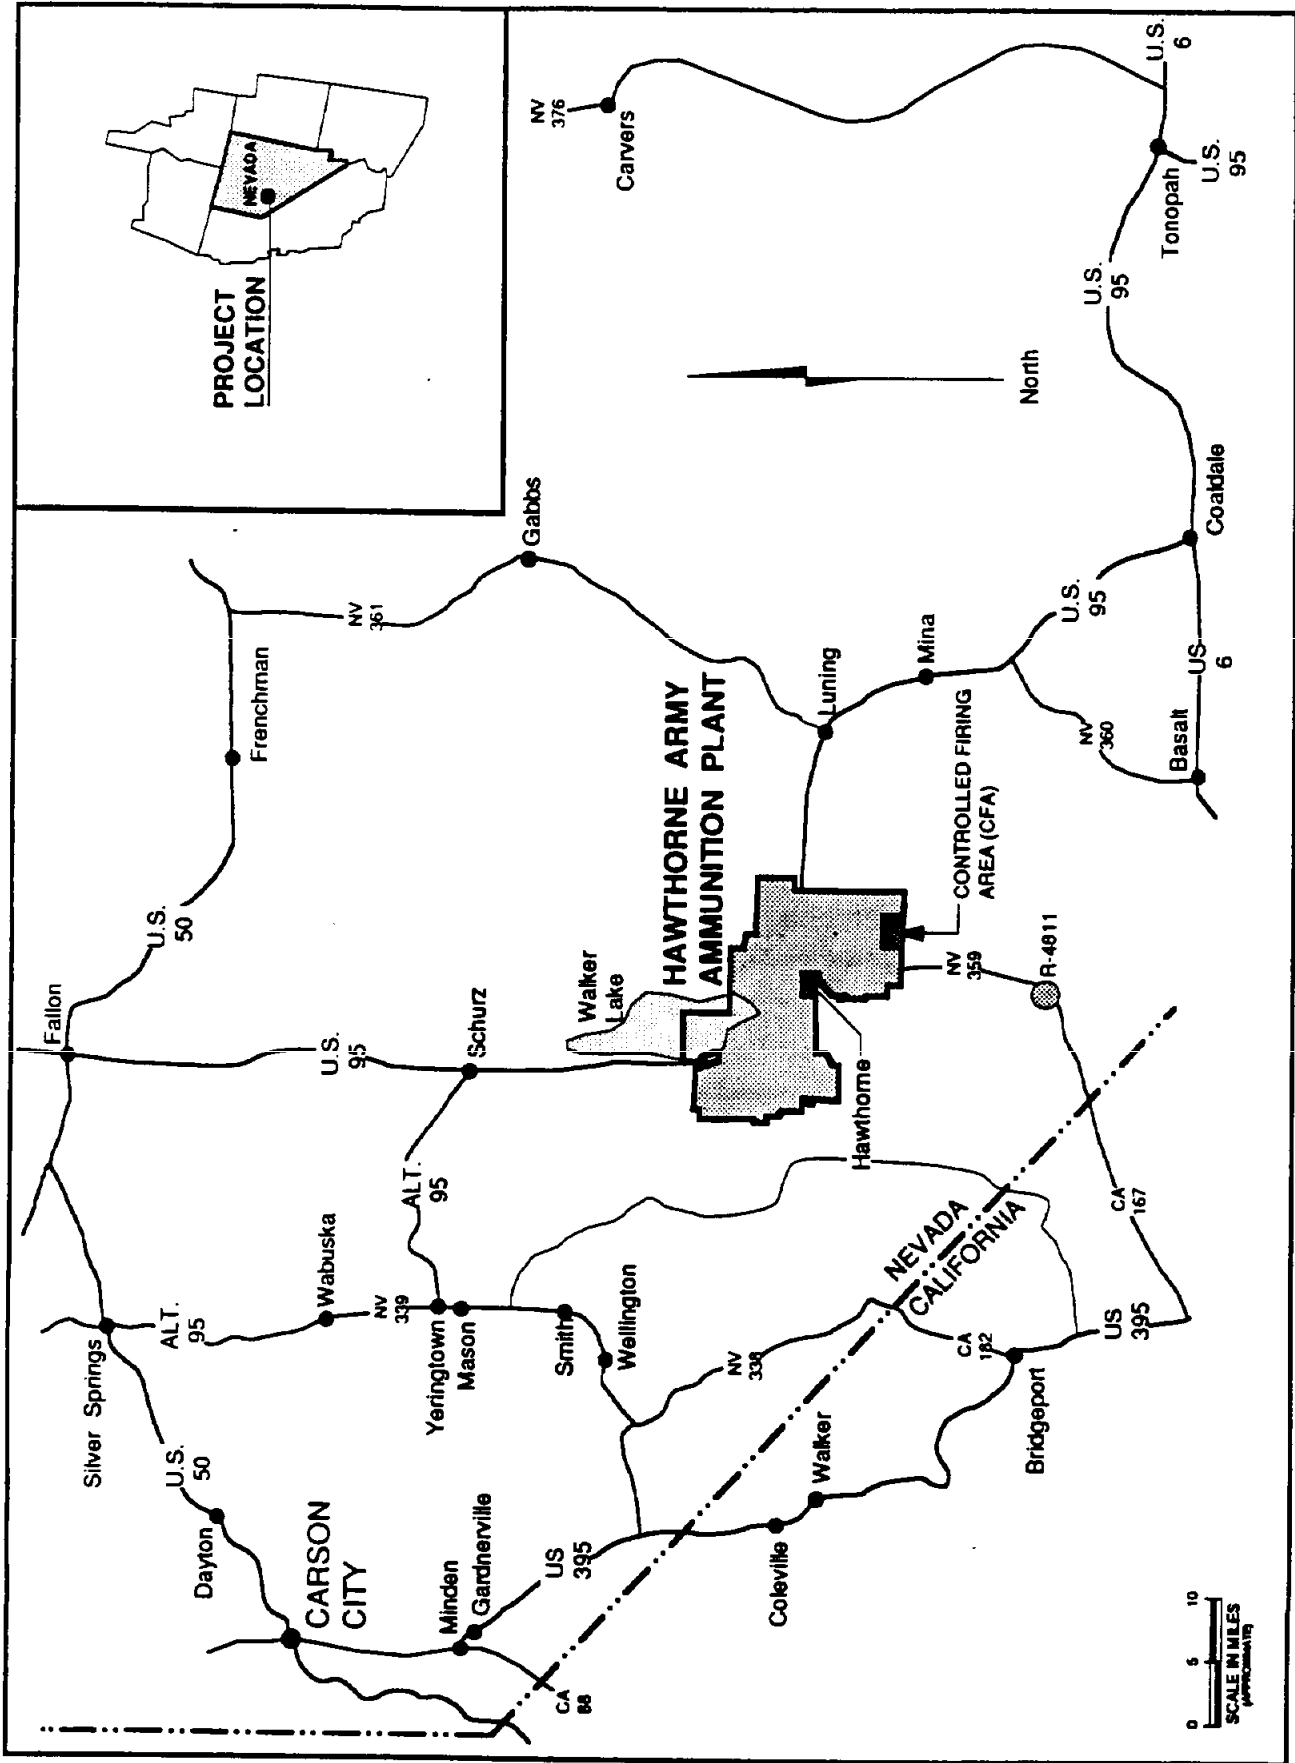 PROJECT
LOCATION
NEVADA
NV
376
Carvers
U.S.
6
Tonopah
U.S.
95
U.S.
95
North
Coaldale
U.S.
95
US
6
Basalt
NV
360
Mina
Luning
Gabbs
NV
361
Frenchman
U.S.
50
Fallon
U.S.
95
Schurz
Walker
Lake
HAWTHORNE ARMY
AMMUNITION PLANT
CONTROLLED FIRING
AREA (CFA)
NV
359
R-4811
Hawthorne
ALT.
95
Silver Springs
ALT.
95
Wabuska
NV
339
Yeringtown
Mason
Smith
Wellington
NV
338
NEVADA
CALIFORNIA
CA
167
US
395
CA
182
Bridgeport
Walker
Coleville
US
395
U.S.
50
Dayton
CARSON
CITY
Minden
Gardnerville
CA
88
0 5 10
SCALE IN MILES
(APPROXIMATE)